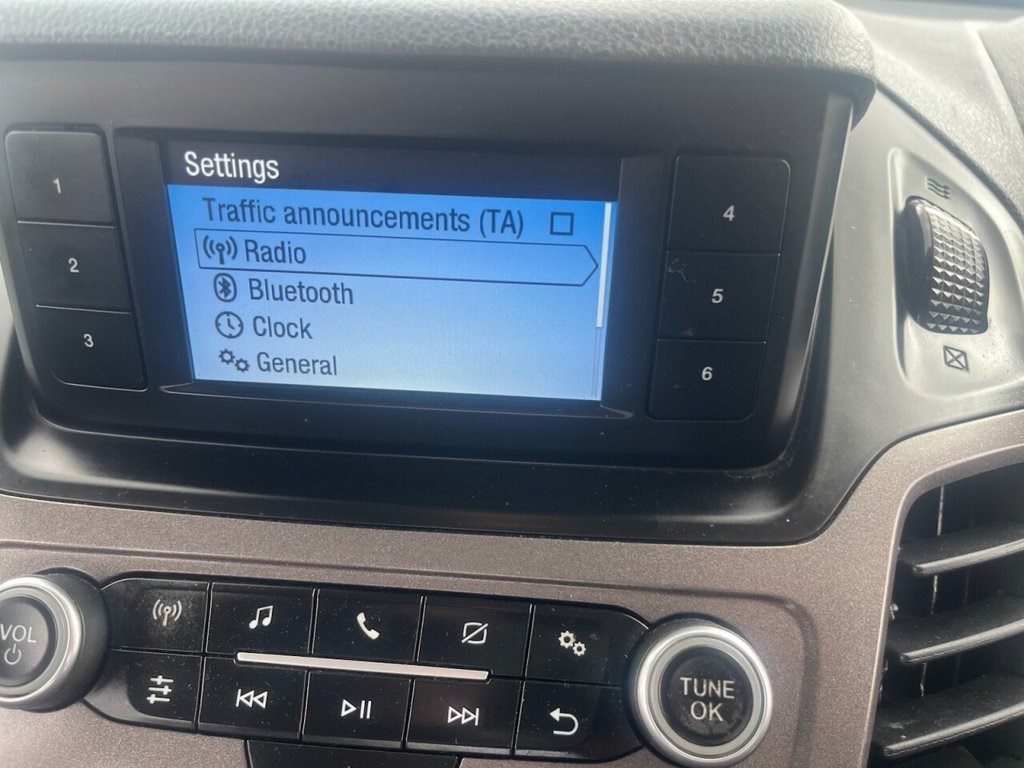 Settings
Traffic announcements (TA)
Radio
Bluetooth
Clock
General
1
2
3
4
5
6
VOL
TUNE
OK